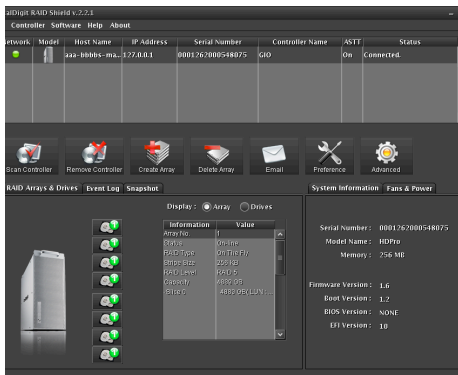 alDigit RAID Shield v.2.2.1
Controller Software Help About
etwork Model Host Name IP Address Serial Number Controller Name ASTT Status
aaa-bbbbs-ma... 127.0.0.1 0001262000548075 GIO On Connected.
Scan Controller Remove Controller Create Array Delete Array Email Preference Advanced
RAID Arrays & Drives Event Log Snapshot System Information Fans & Power
Display : Array Drives
Information Value
Array No. 1
Status On-line
RAID Type On The Fly
Stripe Size 256 KB
RAID Level RAID 5
Capacity
Slice 0
Serial Number : 0001262000548075
Model Name : HDPro
Memory : 256 MB
Firmware Version : 1.6
Boot Version : 1.2
BIOS Version : NONE
EFI Version : 18